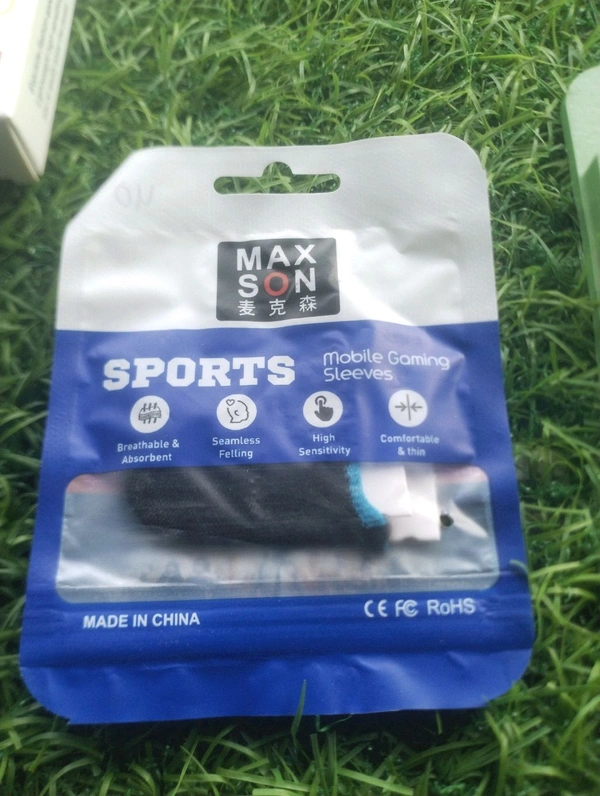 MAX
SON
麦克森
SPORTS
Mobile Gaming
Sleeves
Breathable &
Absorbent
Seamless
Felling
High
Sensitivity
Comfortable
& thin
MADE IN CHINA
CE FC RoHS